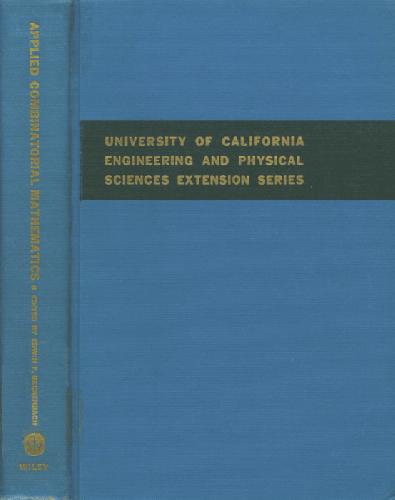 APPLIED COMBINATORIAL MATHEMATICS EDITED BY EDWIN F. BECKENBACH
WILEY
UNIVERSITY OF CALIFORNIA
ENGINEERING AND PHYSICAL
SCIENCES EXTENSION SERIES